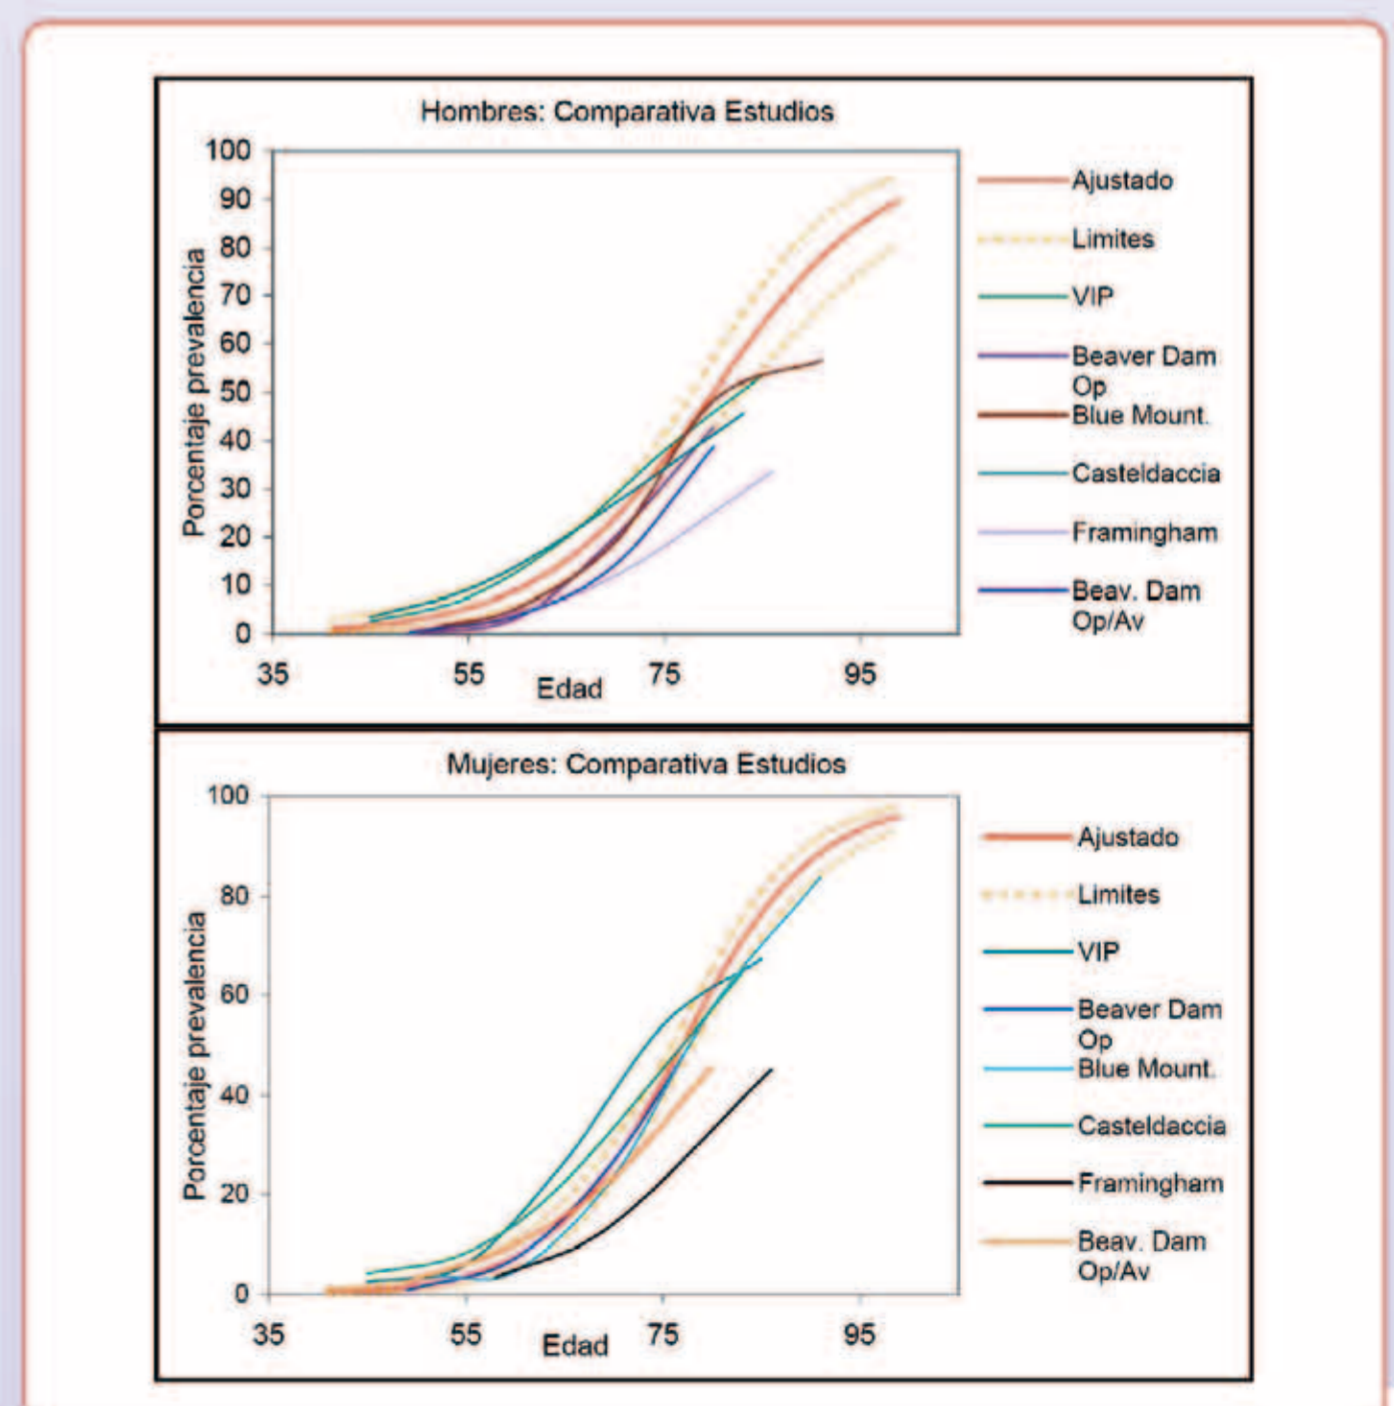 Hombres: Comparativa Estudios
Porcentaje prevalencia
100
90
80
70
60
50
40
30
20
10
0
35
55
75
95
Edad
Ajustado
Limites
VIP
Beaver Dam
Op
Blue Mount.
Casteldaccia
Framingham
Beav. Dam
Op/Av
Mujeres: Comparativa Estudios
Porcentaje prevalencia
100
80
60
40
20
0
35
55
75
95
Edad
Ajustado
Limites
VIP
Beaver Dam
Op
Blue Mount.
Casteldaccia
Framingham
Beav. Dam
Op/Av